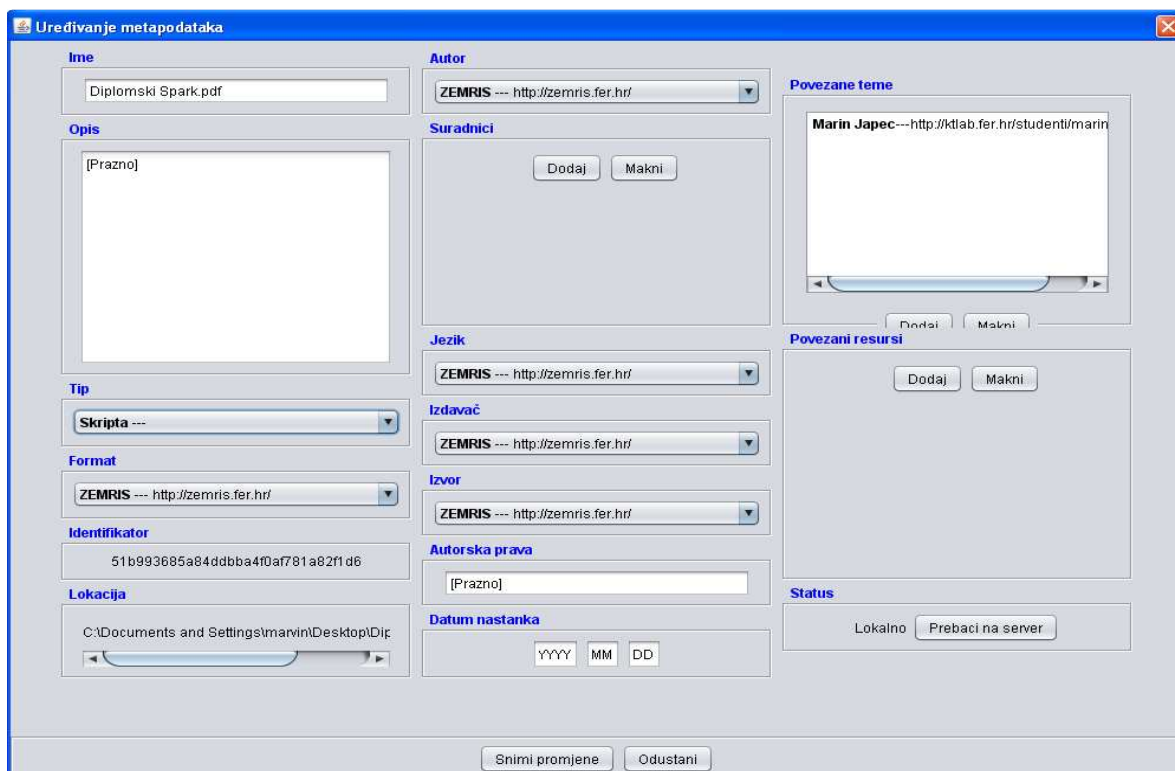 Uređivanje metapodataka
Ime
Diplomski Spark.pdf
Opis
[Prazno]
Tip
Skripta ---
Format
ZEMRIS --- http://zemris.fer.hr/
Identifikator
51b993685a84ddbba4f0af781a82f1d6
Lokacija
C:\Documents and Settings\marvin\Desktop\Dip
Autor
ZEMRIS --- http://zemris.fer.hr/
Suradnici
Dodaj Makni
Jezik
ZEMRIS --- http://zemris.fer.hr/
Izdavač
ZEMRIS --- http://zemris.fer.hr/
Izvor
ZEMRIS --- http://zemris.fer.hr/
Autorska prava
[Prazno]
Datum nastanka
YYYY MM DD
Povezane teme
Marin Japec---http://ktlab.fer.hr/studenti/marin
Dodaj Makni
Povezani resursi
Dodaj Makni
Status
Lokalno Prebaci na server
Snimi promjene Odustani